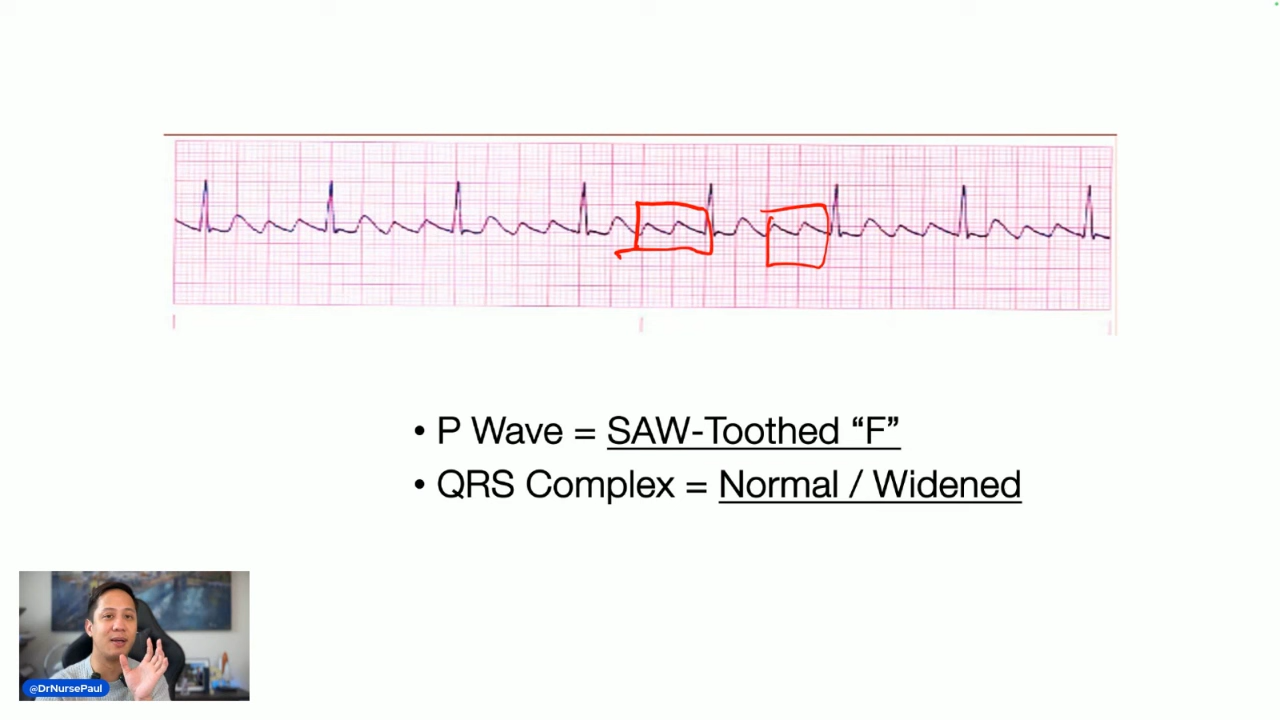 • P Wave = SAW-Toothed “F”
• QRS Complex = Normal / Widened
@DrNursePaul